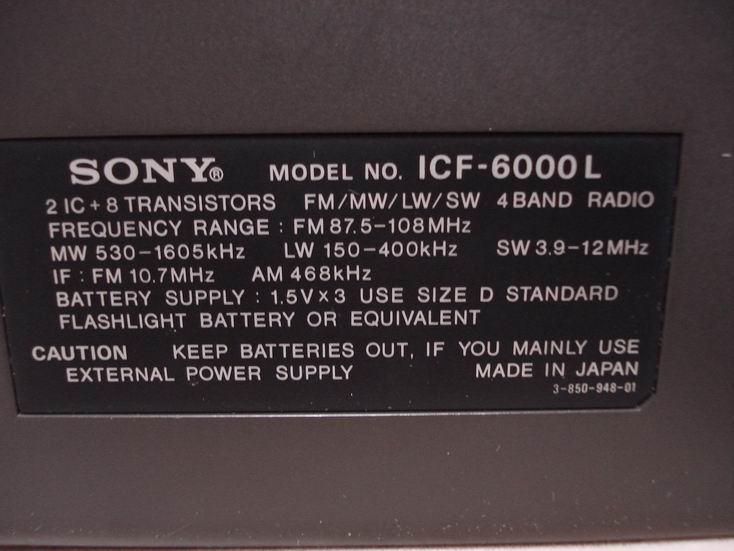 SONY® MODEL NO. ICF-6000L
2 IC + 8 TRANSISTORS FM/MW/LW/SW 4 BAND RADIO
FREQUENCY RANGE : FM 87.5-108MHz
MW 530-1605kHz LW 150-400kHz SW 3.9-12MHz
IF : FM 10.7MHz AM 468kHz
BATTERY SUPPLY : 1.5V×3 USE SIZE D STANDARD
FLASHLIGHT BATTERY OR EQUIVALENT
CAUTION KEEP BATTERIES OUT, IF YOU MAINLY USE
EXTERNAL POWER SUPPLY MADE IN JAPAN
3-850-948-01